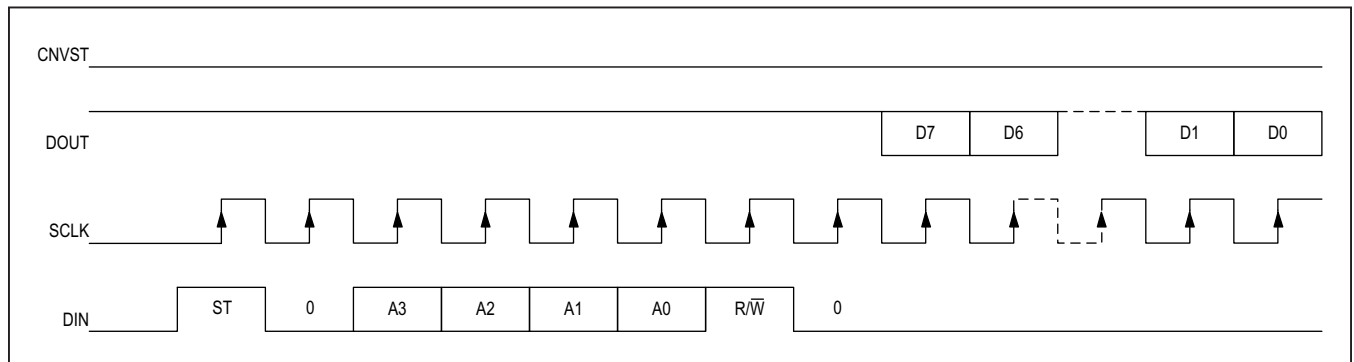 CNVST
DOUT D7 D6 D1 D0
SCLK
DIN ST 0 A3 A2 A1 A0 R/W̅ 0